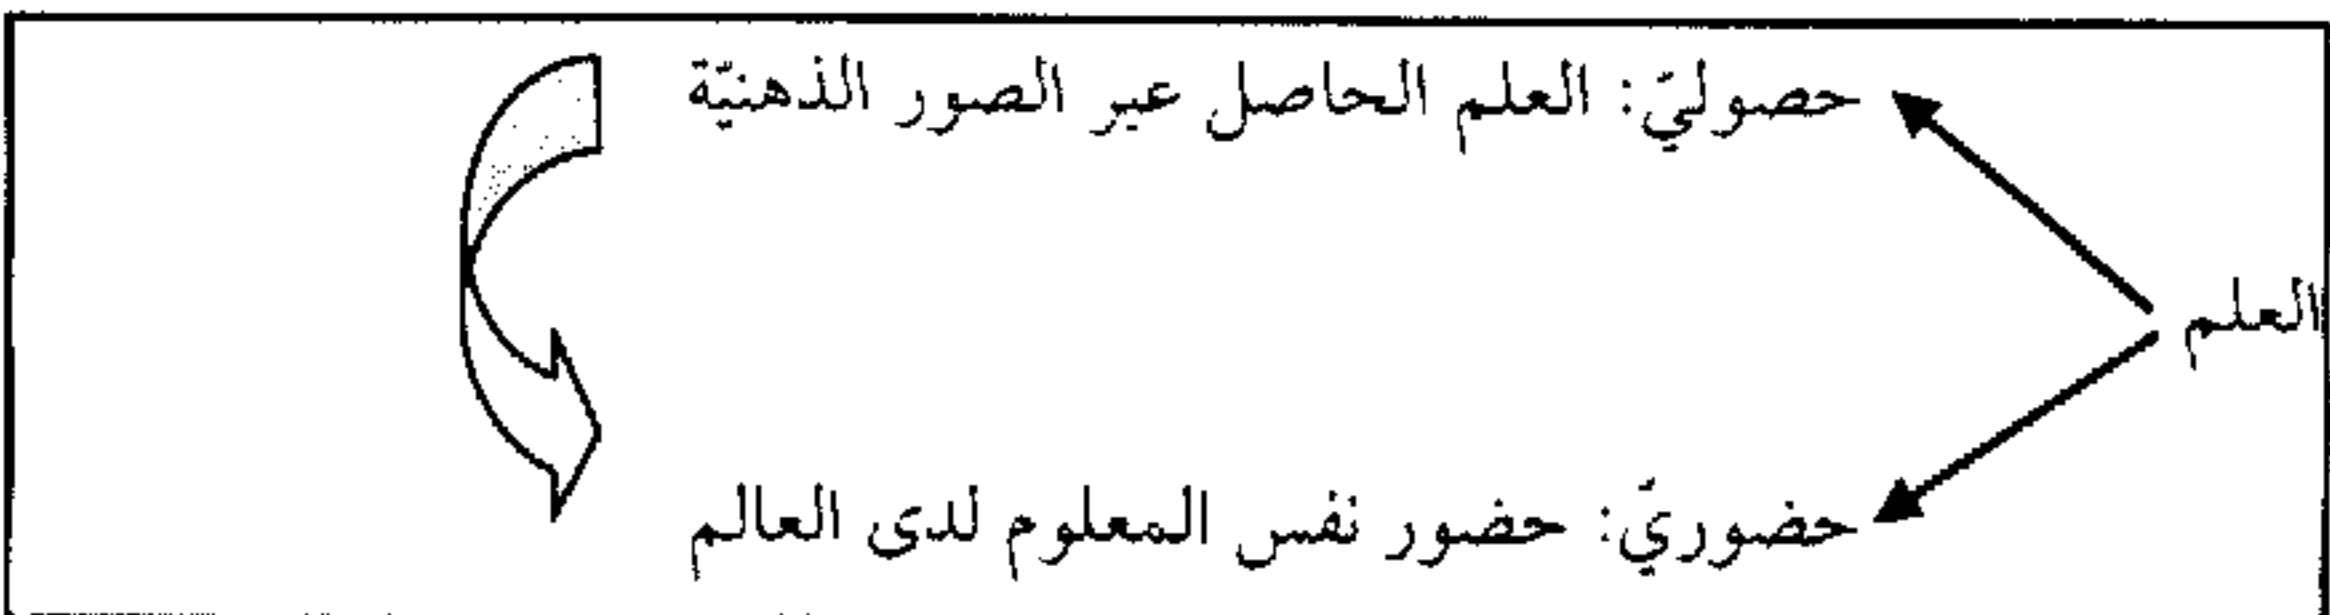 حصوليّ: العلم الحاصل عبر الصور الذهنيّة
العلم
حضوريّ: حضور نفس المعلوم لدى العالم